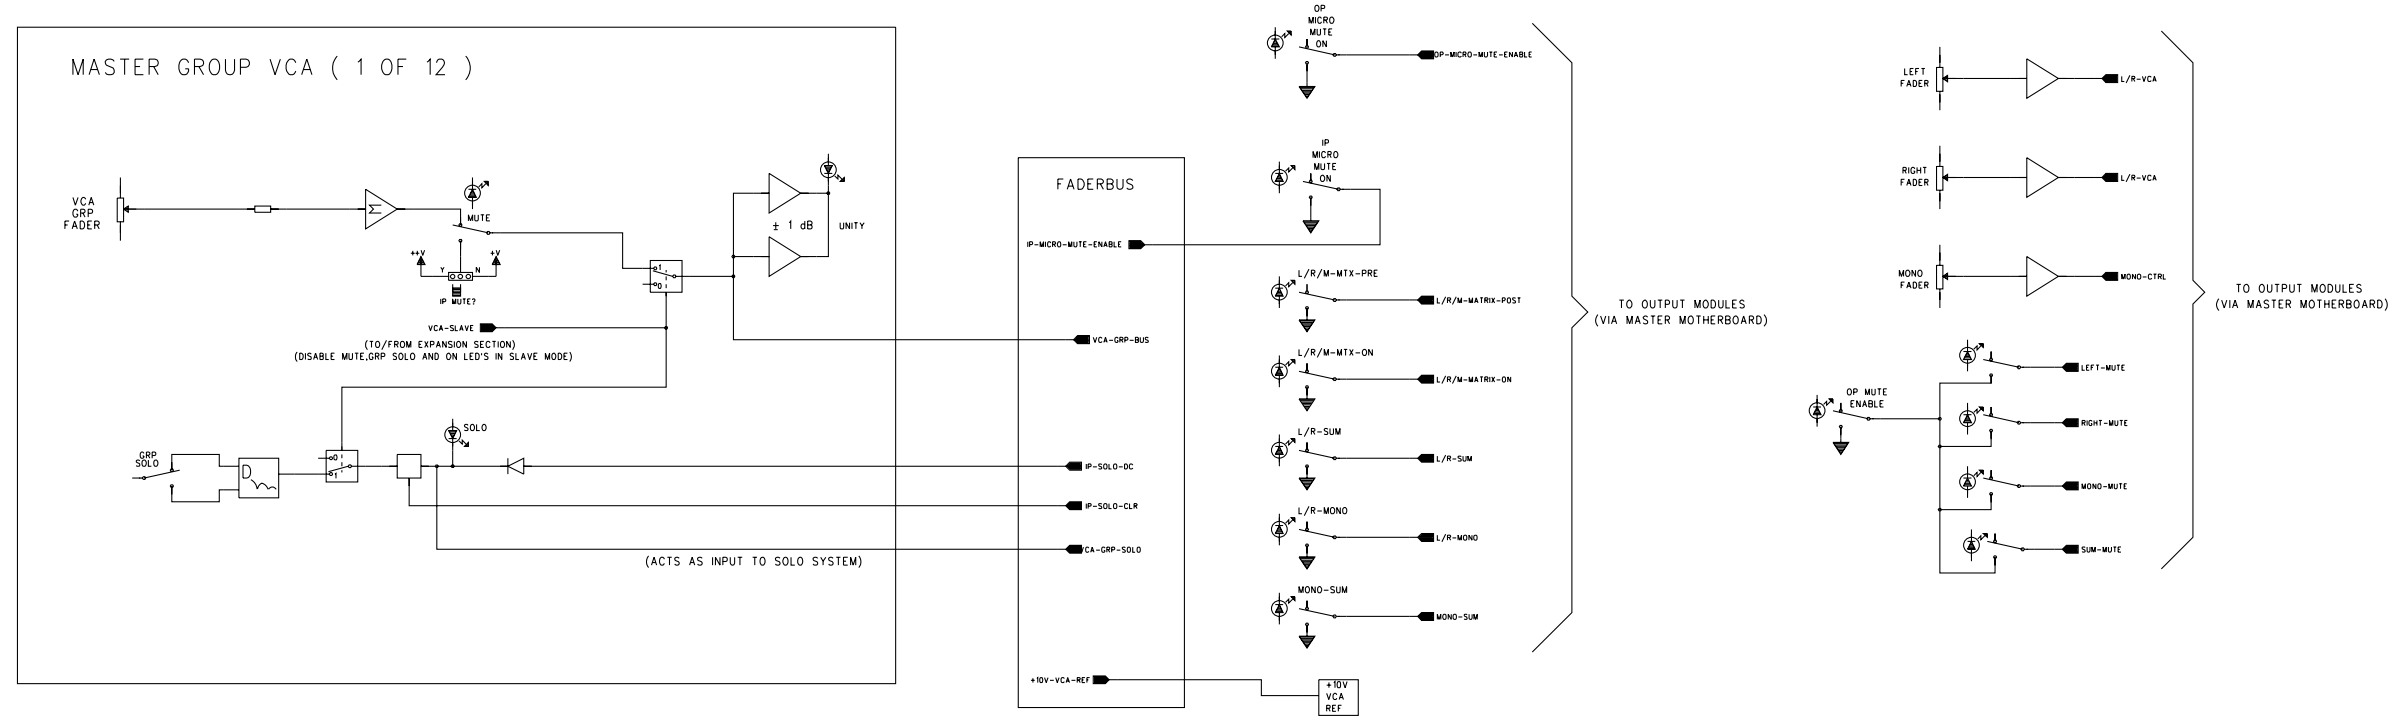 MASTER GROUP VCA ( 1 OF 12 )
VCA
GRP
FADER
Σ
MUTE
++V
+V
Y
N
IP MUTE?
VCA-SLAVE
(TO/FROM EXPANSION SECTION)
(DISABLE MUTE,GRP SOLO AND ON LED'S IN SLAVE MODE)
1
0
± 1 dB
UNITY
GRP
SOLO
D
0
1
SOLO
(ACTS AS INPUT TO SOLO SYSTEM)
FADERBUS
IP-MICRO-MUTE-ENABLE
VCA-GRP-BUS
IP-SOLO-DC
IP-SOLO-CLR
VCA-GRP-SOLO
+10V-VCA-REF
+10V
VCA
REF
OP
MICRO
MUTE
ON
OP-MICRO-MUTE-ENABLE
IP
MICRO
MUTE
ON
L/R/M-MTX-PRE
L/R/M-MATRIX-POST
L/R/M-MTX-ON
L/R/M-MATRIX-ON
L/R-SUM
L/R-SUM
L/R-MONO
L/R-MONO
MONO-SUM
MONO-SUM
TO OUTPUT MODULES
(VIA MASTER MOTHERBOARD)
LEFT
FADER
L/R-VCA
RIGHT
FADER
L/R-VCA
MONO
FADER
MONO-CTRL
OP MUTE
ENABLE
LEFT-MUTE
RIGHT-MUTE
MONO-MUTE
SUM-MUTE
TO OUTPUT MODULES
(VIA MASTER MOTHERBOARD)